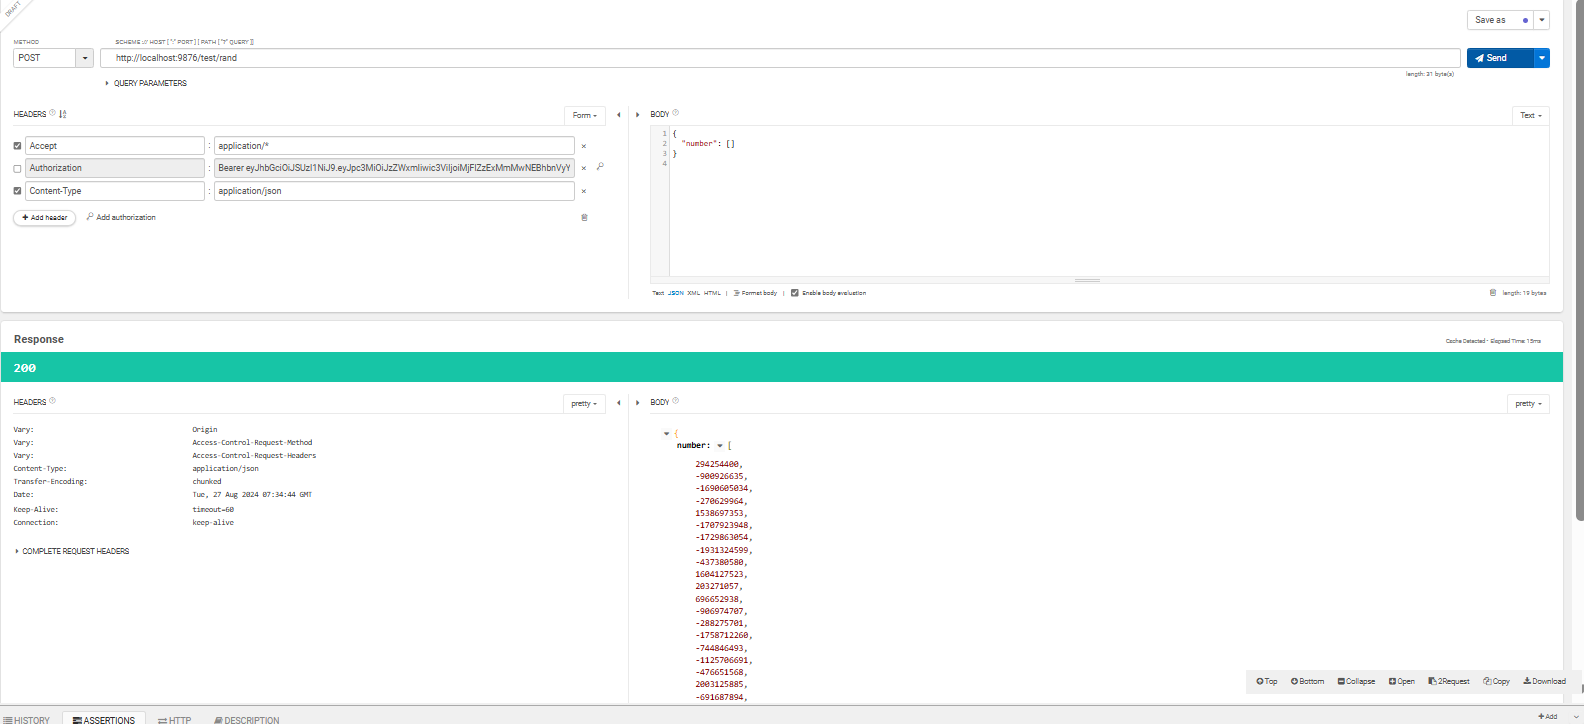 DRAFT
Save as
METHOD
SCHEME :// HOST [ ":" PORT ] [ PATH [ "?" QUERY ]]
POST
http://localhost:9876/test/rand
Send
length: 31 byte(s)
QUERY PARAMETERS
HEADERS
Form
BODY
Text
Accept : application/*
Authorization :
Content-Type : application/json
Add header
Add authorization
1 {
2 "number": []
3 }
4
Text JSON XML HTML | Format body | Enable body evaluation
length: 19 bytes
Response
Cache Detected - Elapsed Time: 15ms
200
HEADERS
pretty
BODY
pretty
Vary: Origin
Vary: Access-Control-Request-Method
Vary: Access-Control-Request-Headers
Content-Type: application/json
Transfer-Encoding: chunked
Date: Tue, 27 Aug 2024 07:34:44 GMT
Keep-Alive: timeout=60
Connection: keep-alive
COMPLETE REQUEST HEADERS
{
number: [
294254400,
-900926635,
-1690605034,
-270629964,
1538697353,
-1707923948,
-1729863054,
-1931324599,
-437380580,
1604127523,
203271057,
696652938,
-906974707,
-288275701,
-1758712260,
-744846493,
-1125706691,
-476651568,
2003125885,
-691687894,
Top Bottom Collapse Open 2Request Copy Download
HISTORY ASSERTIONS HTTP DESCRIPTION
Add